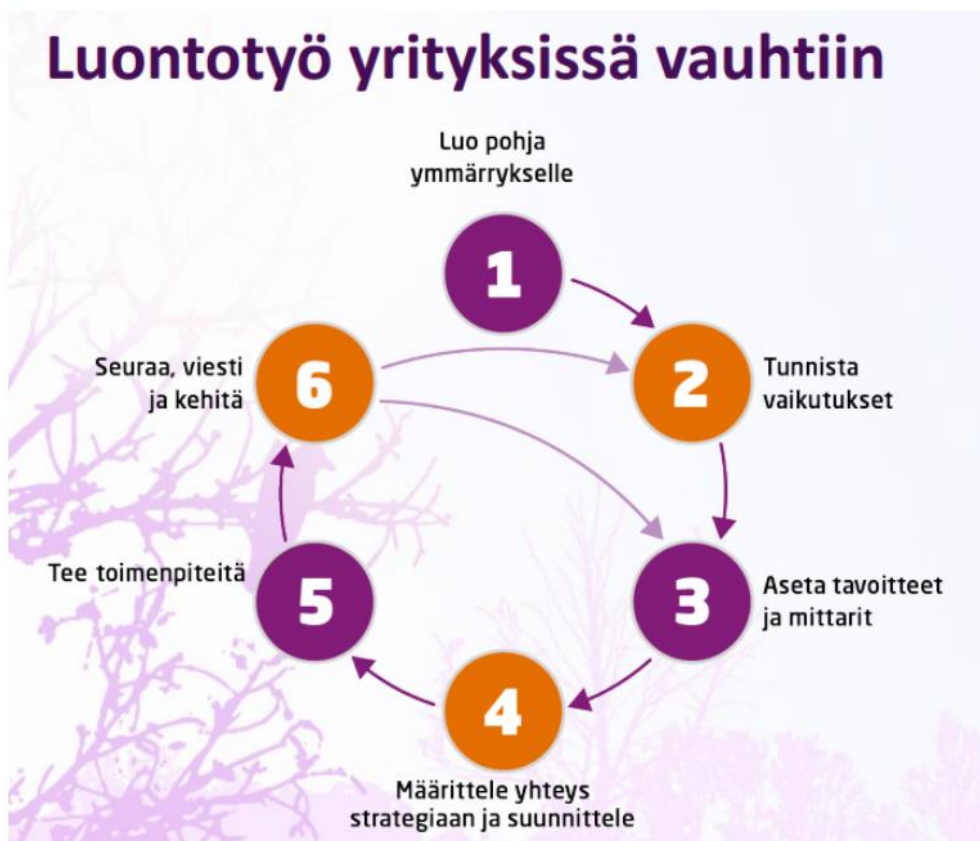 Luontotyö yrityksissä vauhtiin
Luo pohja
ymmärrykselle
1
2
Tunnista
vaikutukset
3
Aseta tavoitteet
ja mittarit
4
Määrittele yhteys
strategiaan ja suunnittele
5
Tee toimenpiteitä
6
Seuraa, viesti
ja kehitä